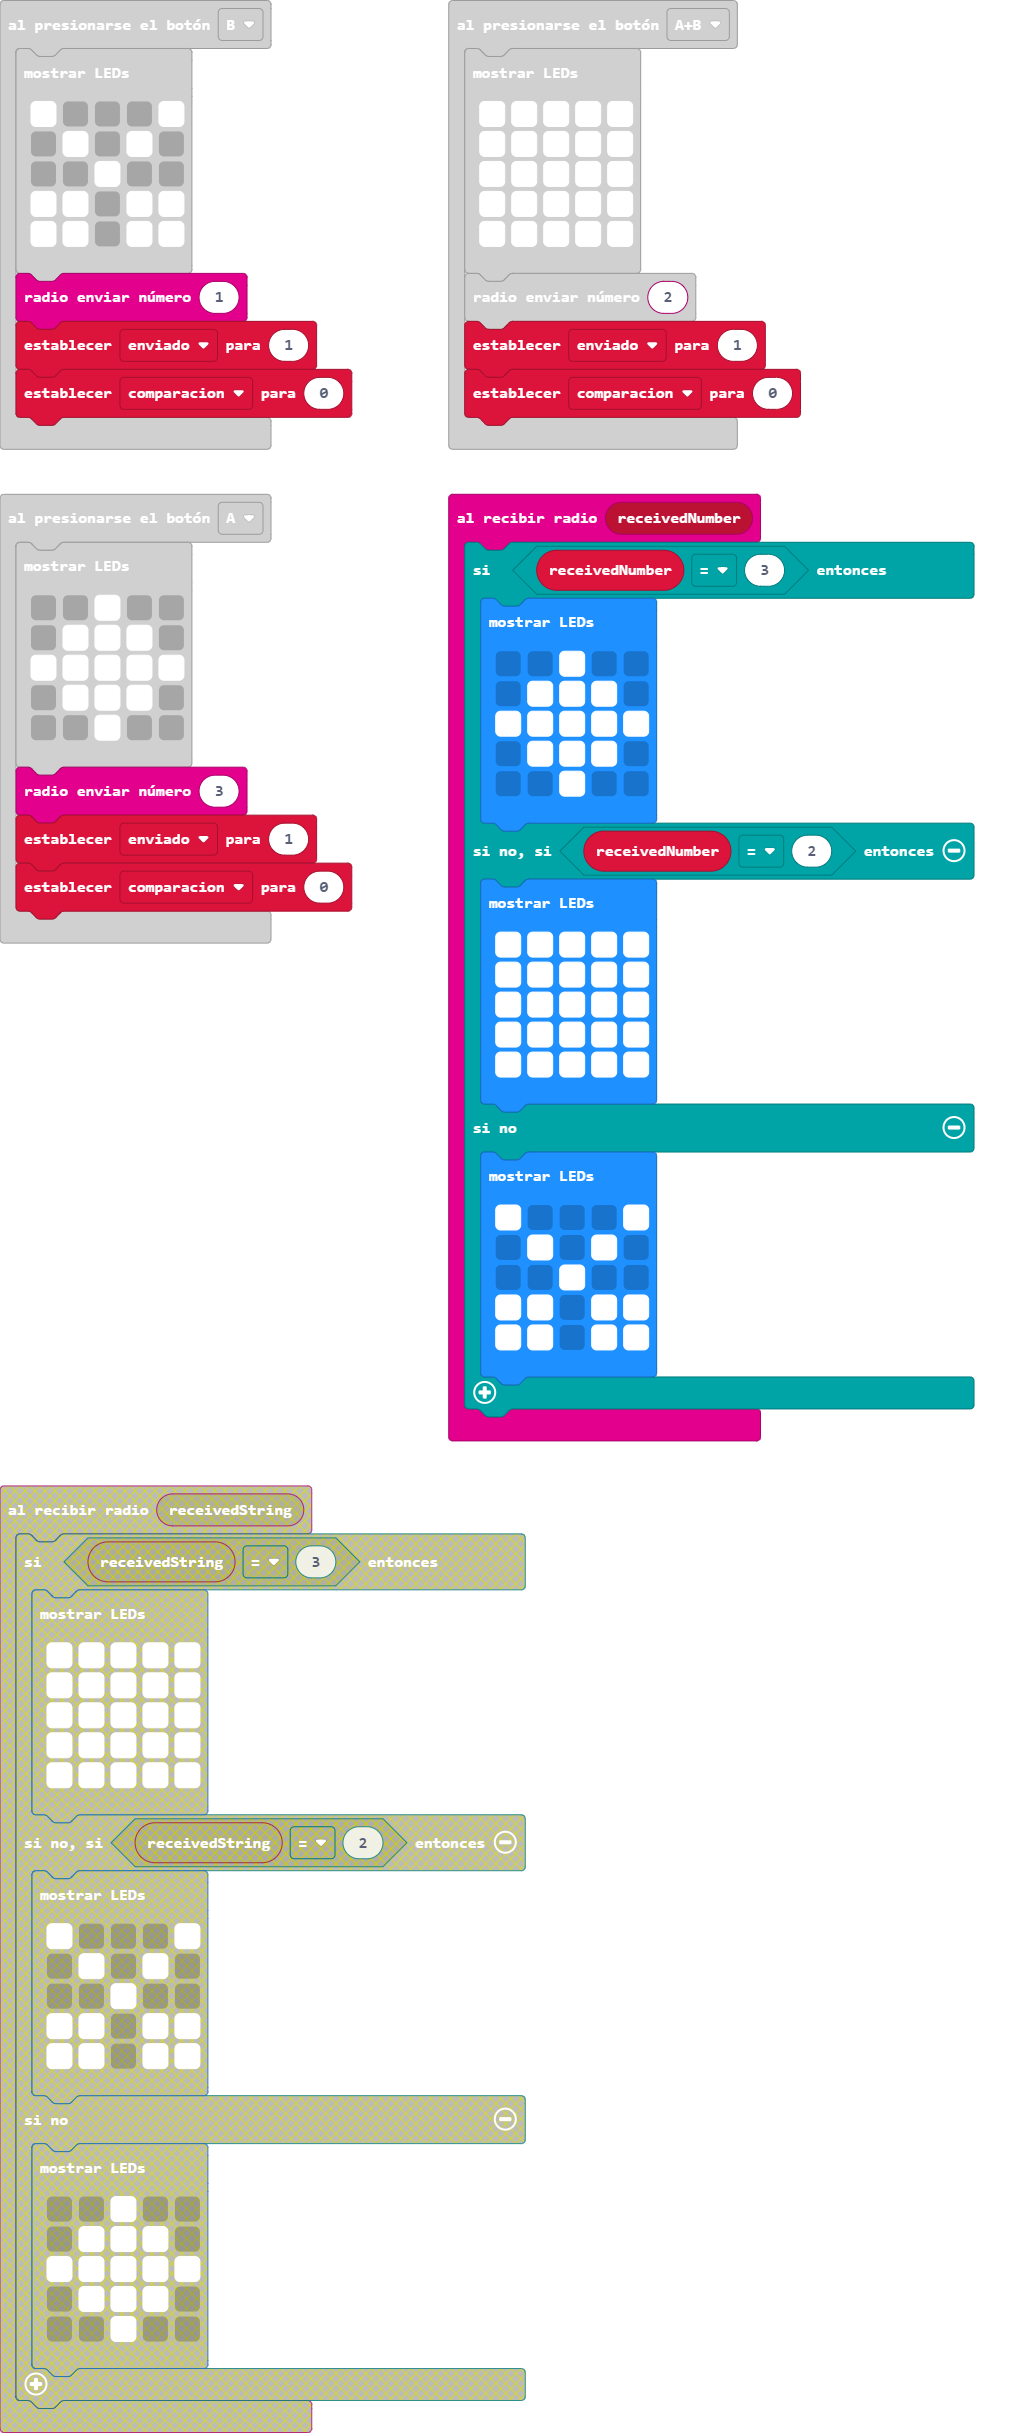 al presionarse el botón B
mostrar LEDs
radio enviar número 1
establecer enviado para 1
establecer comparacion para 0
al presionarse el botón A+B
mostrar LEDs
radio enviar número 2
establecer enviado para 1
establecer comparacion para 0
al presionarse el botón A
mostrar LEDs
radio enviar número 3
establecer enviado para 1
establecer comparacion para 0
al recibir radio receivedNumber
si receivedNumber = 3 entonces
mostrar LEDs
si no, si receivedNumber = 2 entonces
mostrar LEDs
si no
mostrar LEDs
al recibir radio receivedString
si receivedString = 3 entonces
mostrar LEDs
si no, si receivedString = 2 entonces
mostrar LEDs
si no
mostrar LEDs